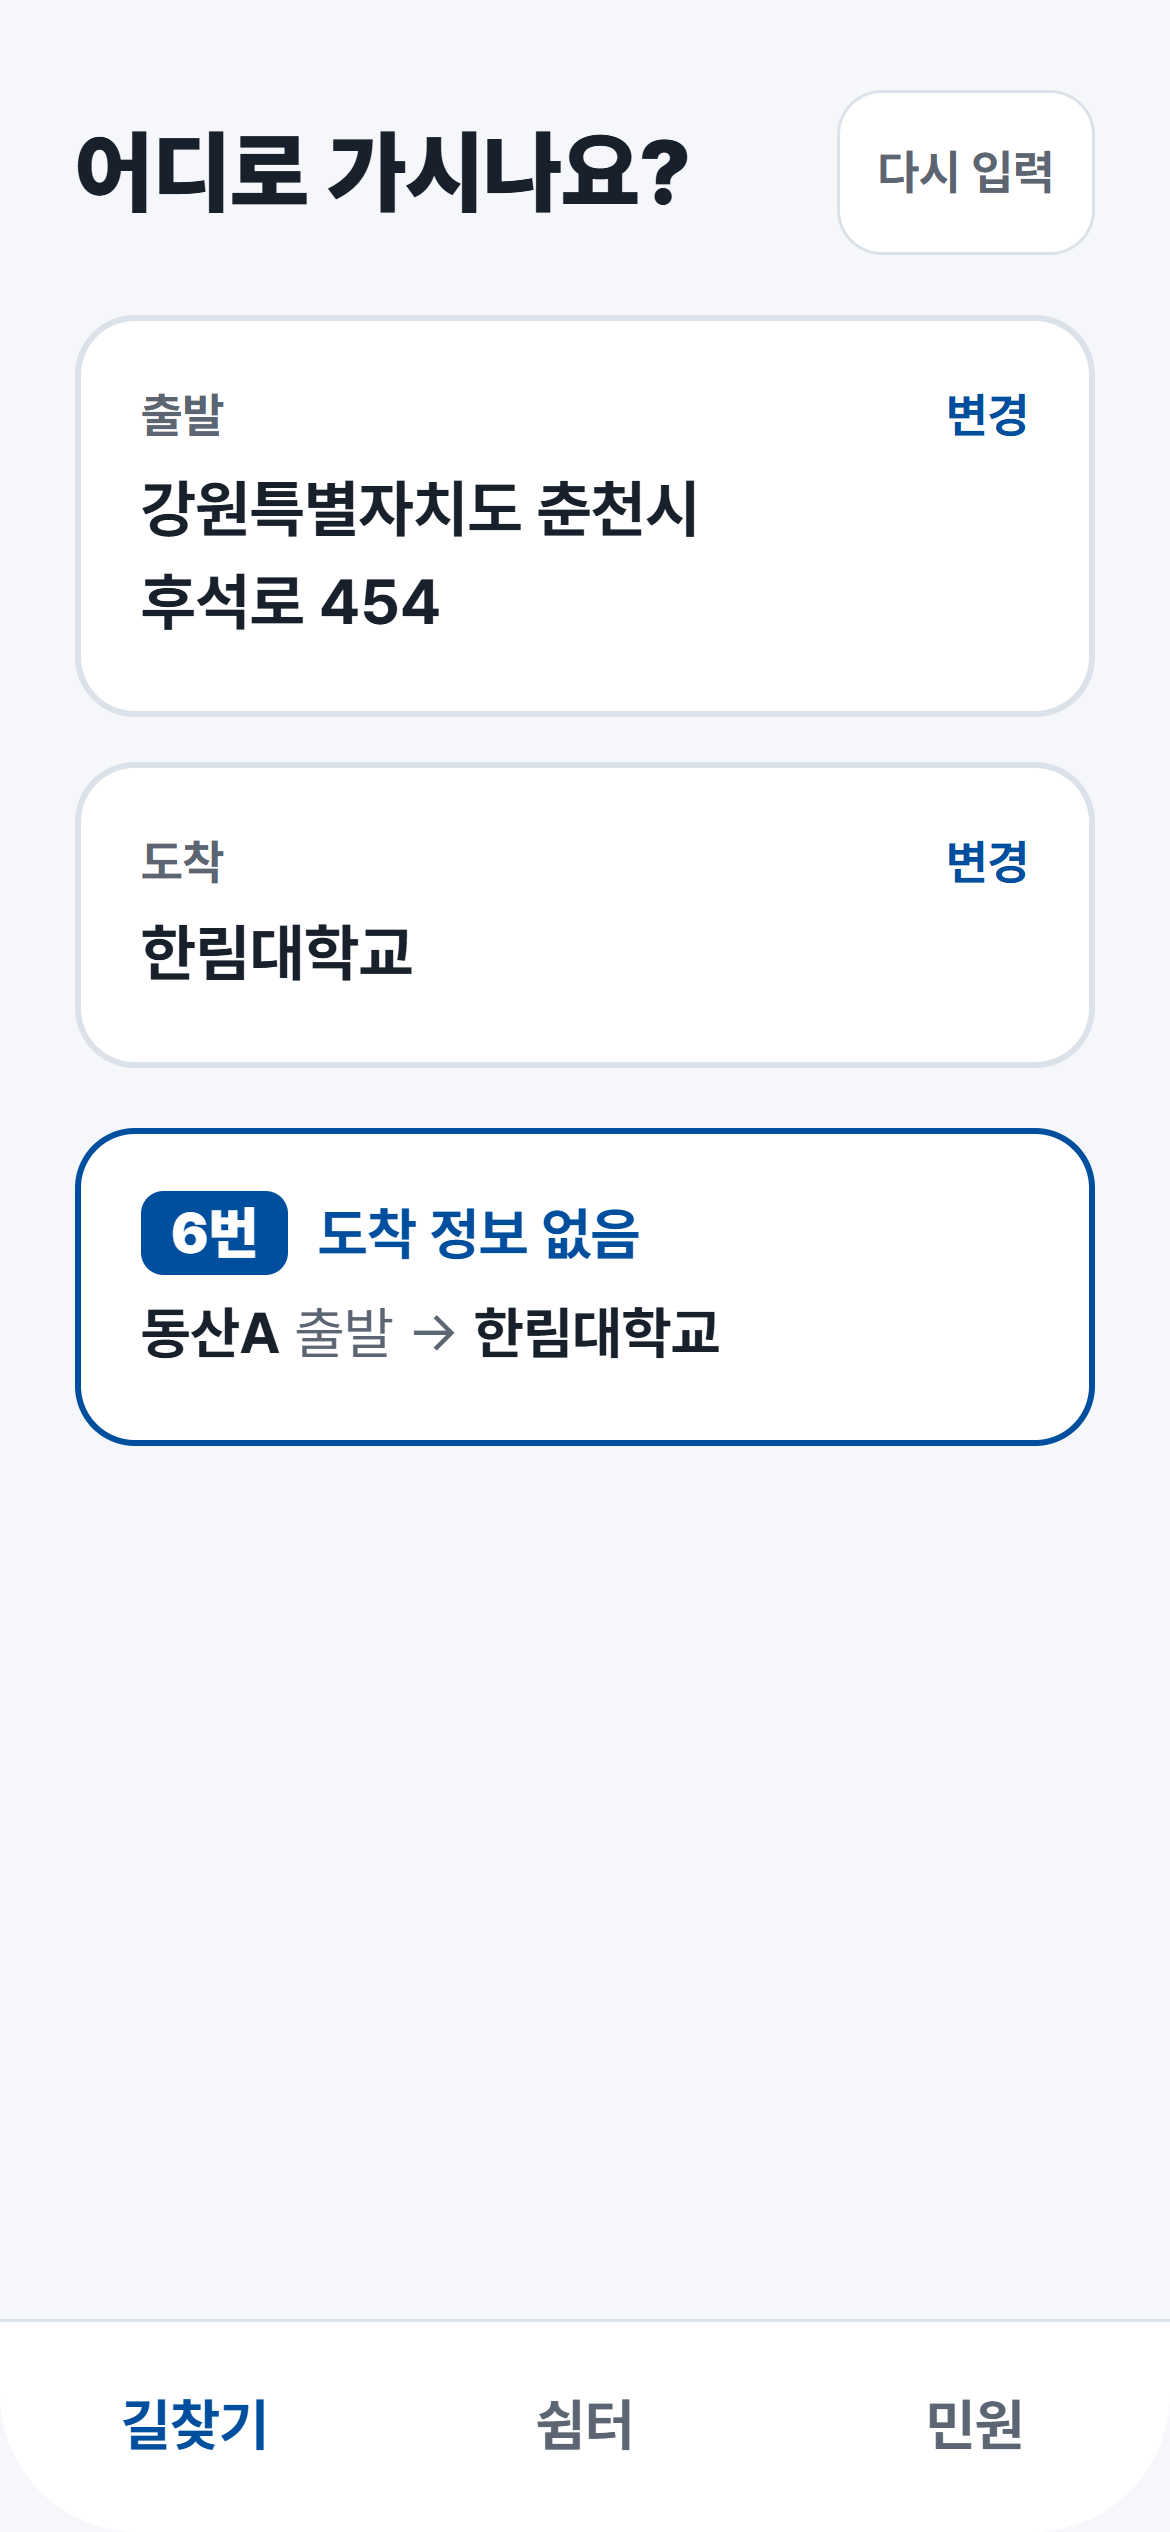 어디로 가시나요?
다시 입력
출발
변경
강원특별자치도 춘천시
후석로 454
도착
변경
한림대학교
6번 도착 정보 없음
동산A 출발 → 한림대학교
길찾기
쉼터
민원